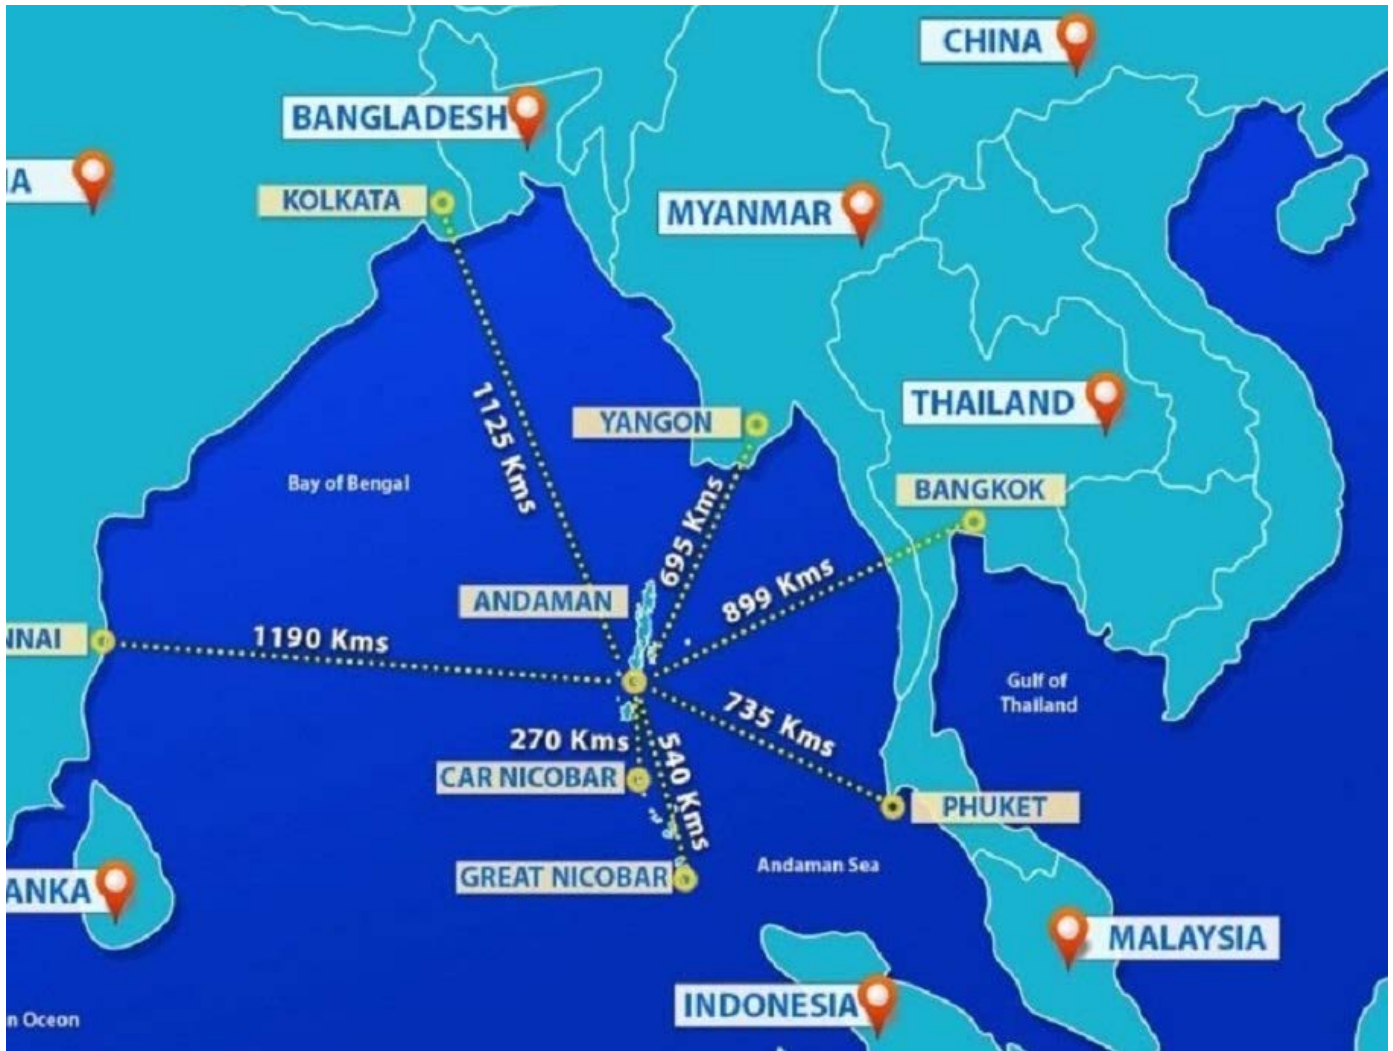 CHINA
BANGLADESH
IA
KOLKATA
MYANMAR
THAILAND
1125 Kms
YANGON
Bay of Bengal
BANGKOK
695 Kms
899 Kms
ANDAMAN
NNAI
1190 Kms
Gulf of
Thailand
735 Kms
270 Kms
540 Kms
CAR NICOBAR
PHUKET
Andaman Sea
GREAT NICOBAR
ANKA
MALAYSIA
INDONESIA
n Ocean